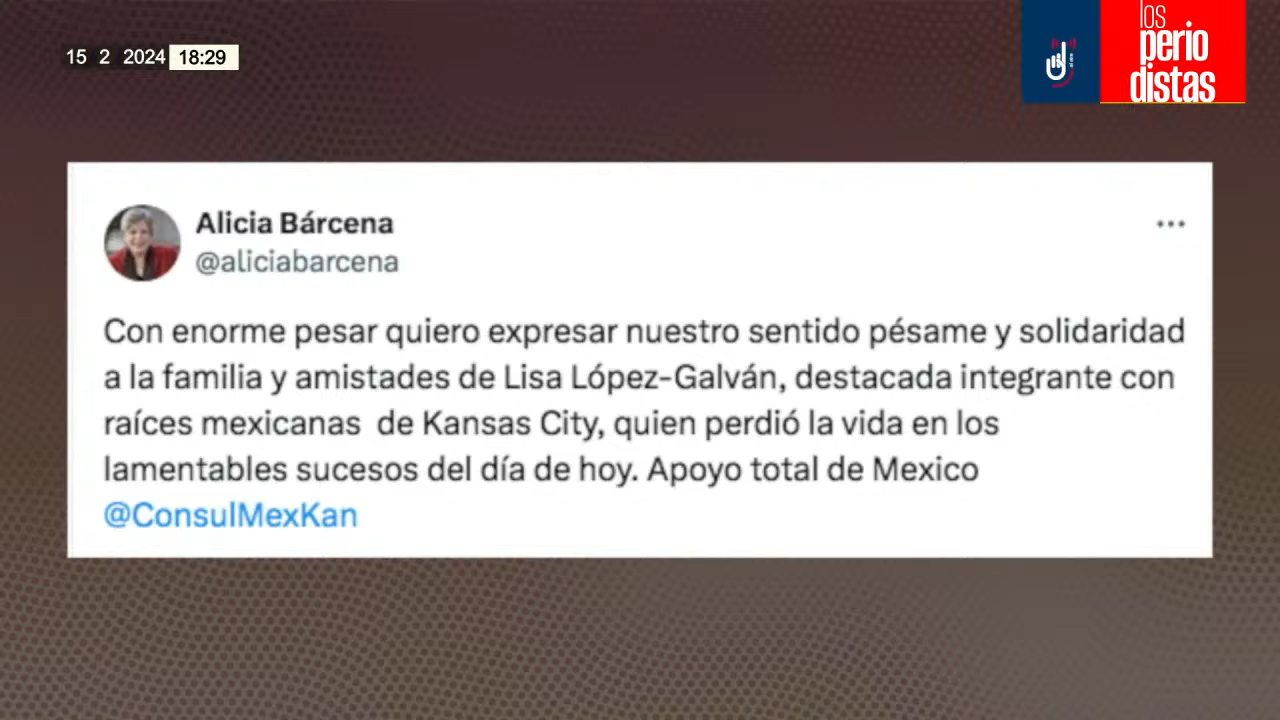 15 2 2024 18:29
los
perio
distas
Alicia Bárcena
@aliciabarcena
Con enorme pesar quiero expresar nuestro sentido pésame y solidaridad
a la familia y amistades de Lisa López-Galván, destacada integrante con
raíces mexicanas de Kansas City, quien perdió la vida en los
lamentables sucesos del día de hoy. Apoyo total de Mexico
@ConsulMexKan